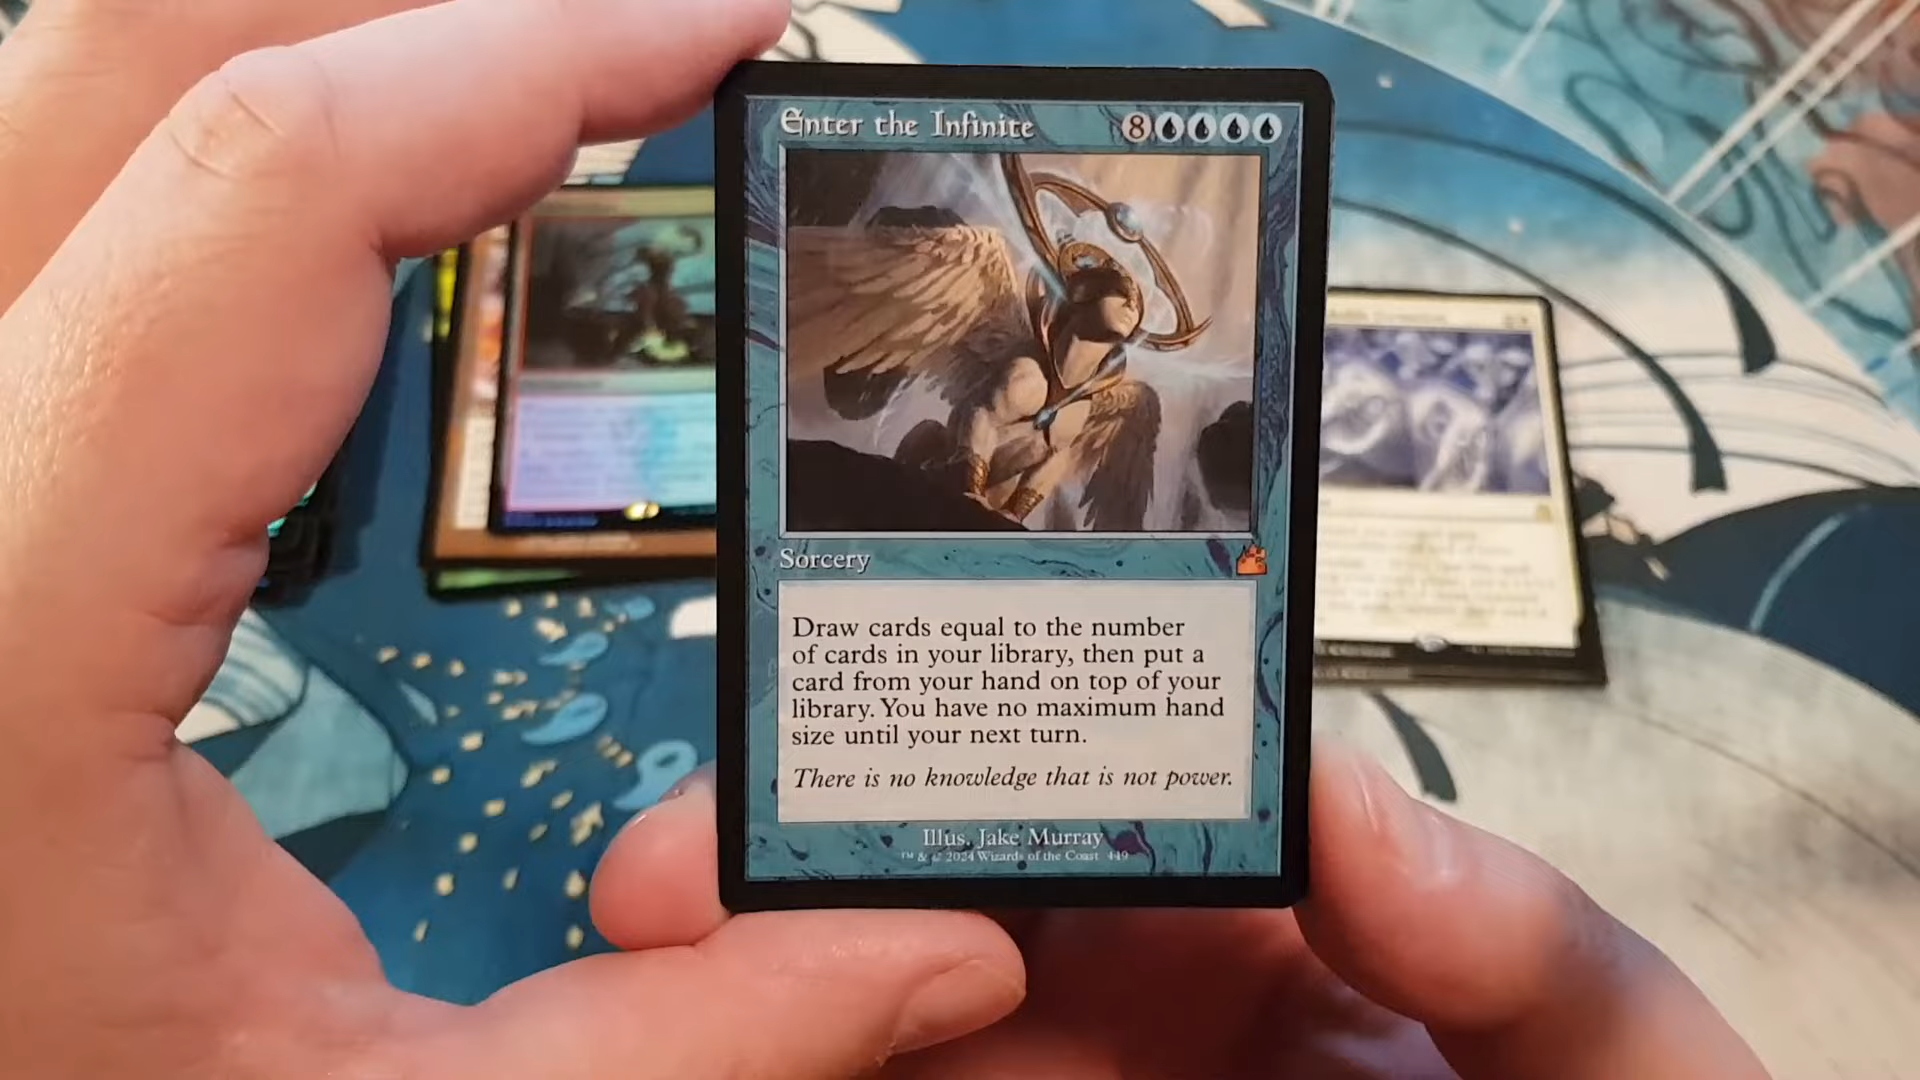 Enter the Infinite 8
Sorcery
Draw cards equal to the number
of cards in your library, then put a
card from your hand on top of your
library. You have no maximum hand
size until your next turn.
There is no knowledge that is not power.
Illus. Jake Murray
™ & © 2024 Wizards of the Coast 449